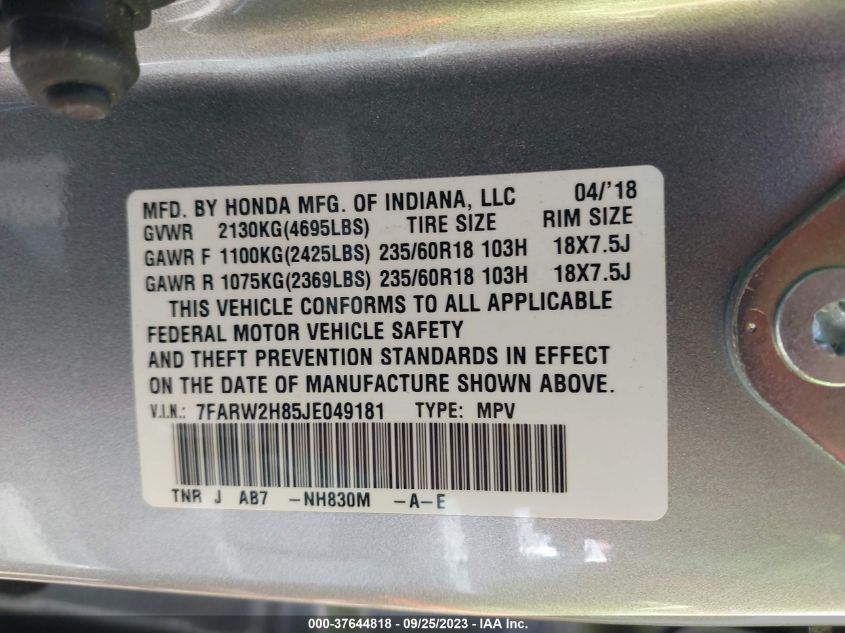 MFD. BY HONDA MFG. OF INDIANA, LLC 04/'18
GVWR 2130KG(4695LBS) TIRE SIZE RIM SIZE
GAWR F 1100KG(2425LBS) 235/60R18 103H 18X7.5J
GAWR R 1075KG(2369LBS) 235/60R18 103H 18X7.5J
THIS VEHICLE CONFORMS TO ALL APPLICABLE
FEDERAL MOTOR VEHICLE SAFETY
AND THEFT PREVENTION STANDARDS IN EFFECT
ON THE DATE OF MANUFACTURE SHOWN ABOVE.
V.I.N.: 7FARW2H85JE049181 TYPE: MPV
TNR J AB7 -NH830M -A-E
000-37644818 - 09/25/2023 - IAA Inc.